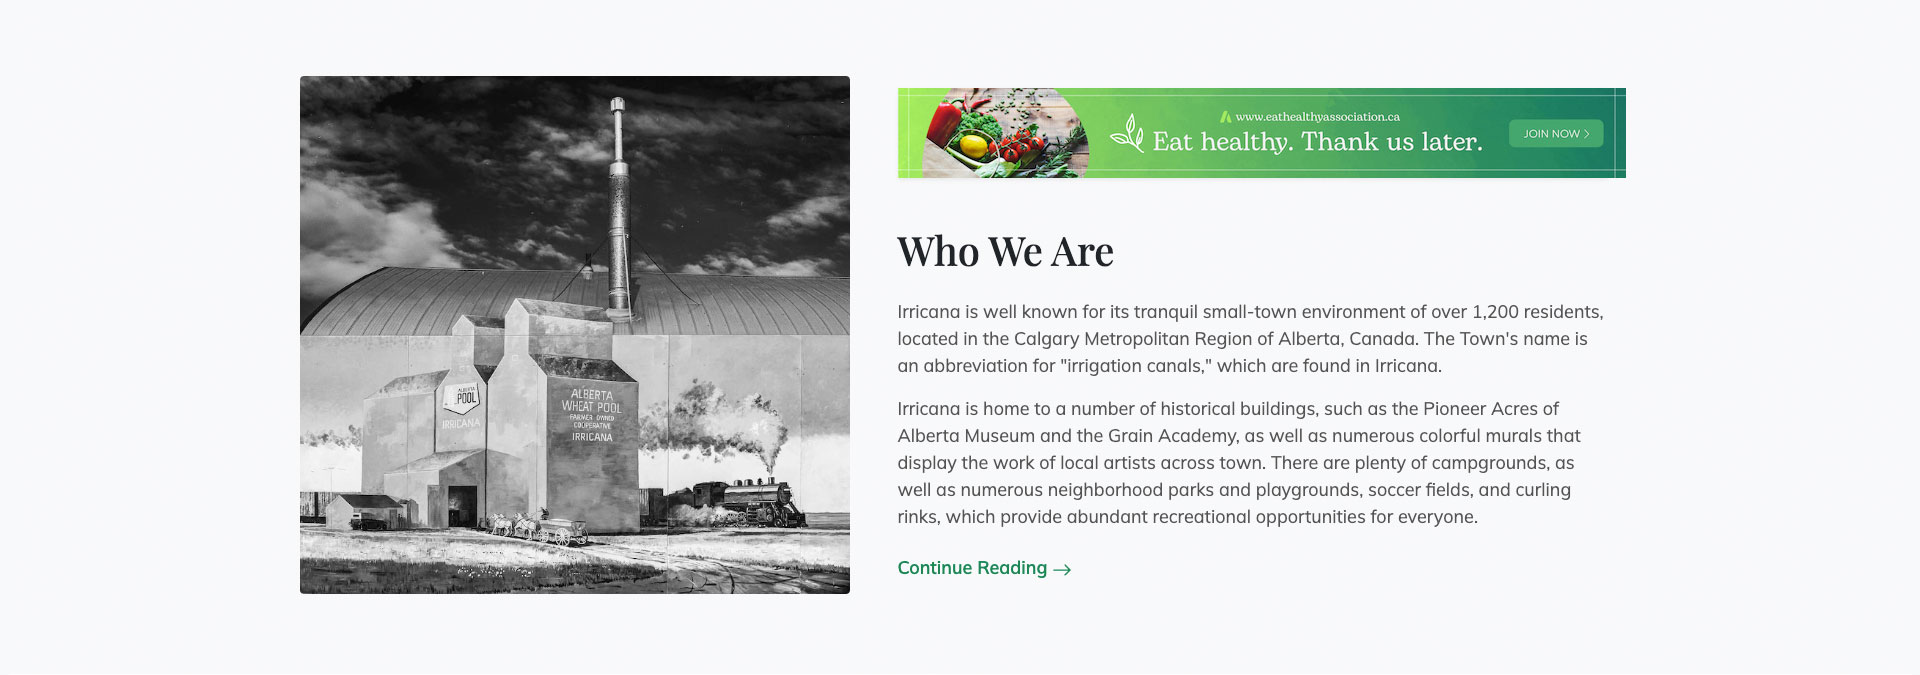 ALBERTA
POOL
IRRICANA
ALBERTA
WHEAT POOL
FARMER OWNED
COOPERATIVE
IRRICANA
www.eathealthyassociation.ca
Eat healthy. Thank us later.
JOIN NOW
Who We Are
Irricana is well known for its tranquil small-town environment of over 1,200 residents,
located in the Calgary Metropolitan Region of Alberta, Canada. The Town's name is
an abbreviation for "irrigation canals," which are found in Irricana.
Irricana is home to a number of historical buildings, such as the Pioneer Acres of
Alberta Museum and the Grain Academy, as well as numerous colorful murals that
display the work of local artists across town. There are plenty of campgrounds, as
well as numerous neighborhood parks and playgrounds, soccer fields, and curling
rinks, which provide abundant recreational opportunities for everyone.
Continue Reading